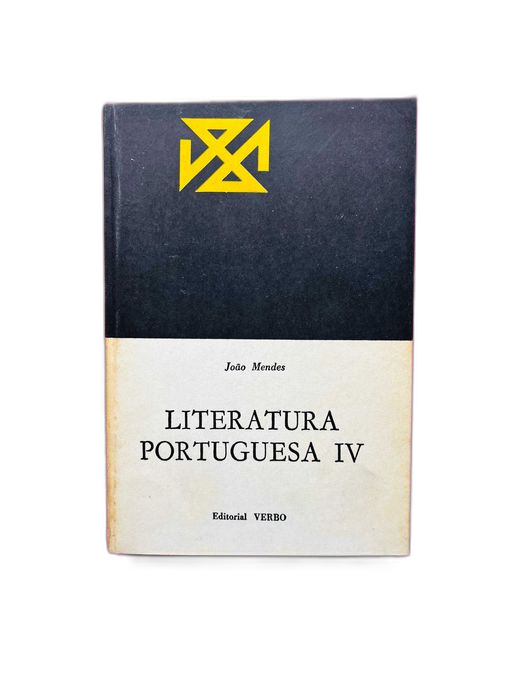 João Mendes
LITERATURA
PORTUGUESA IV
Editorial VERBO